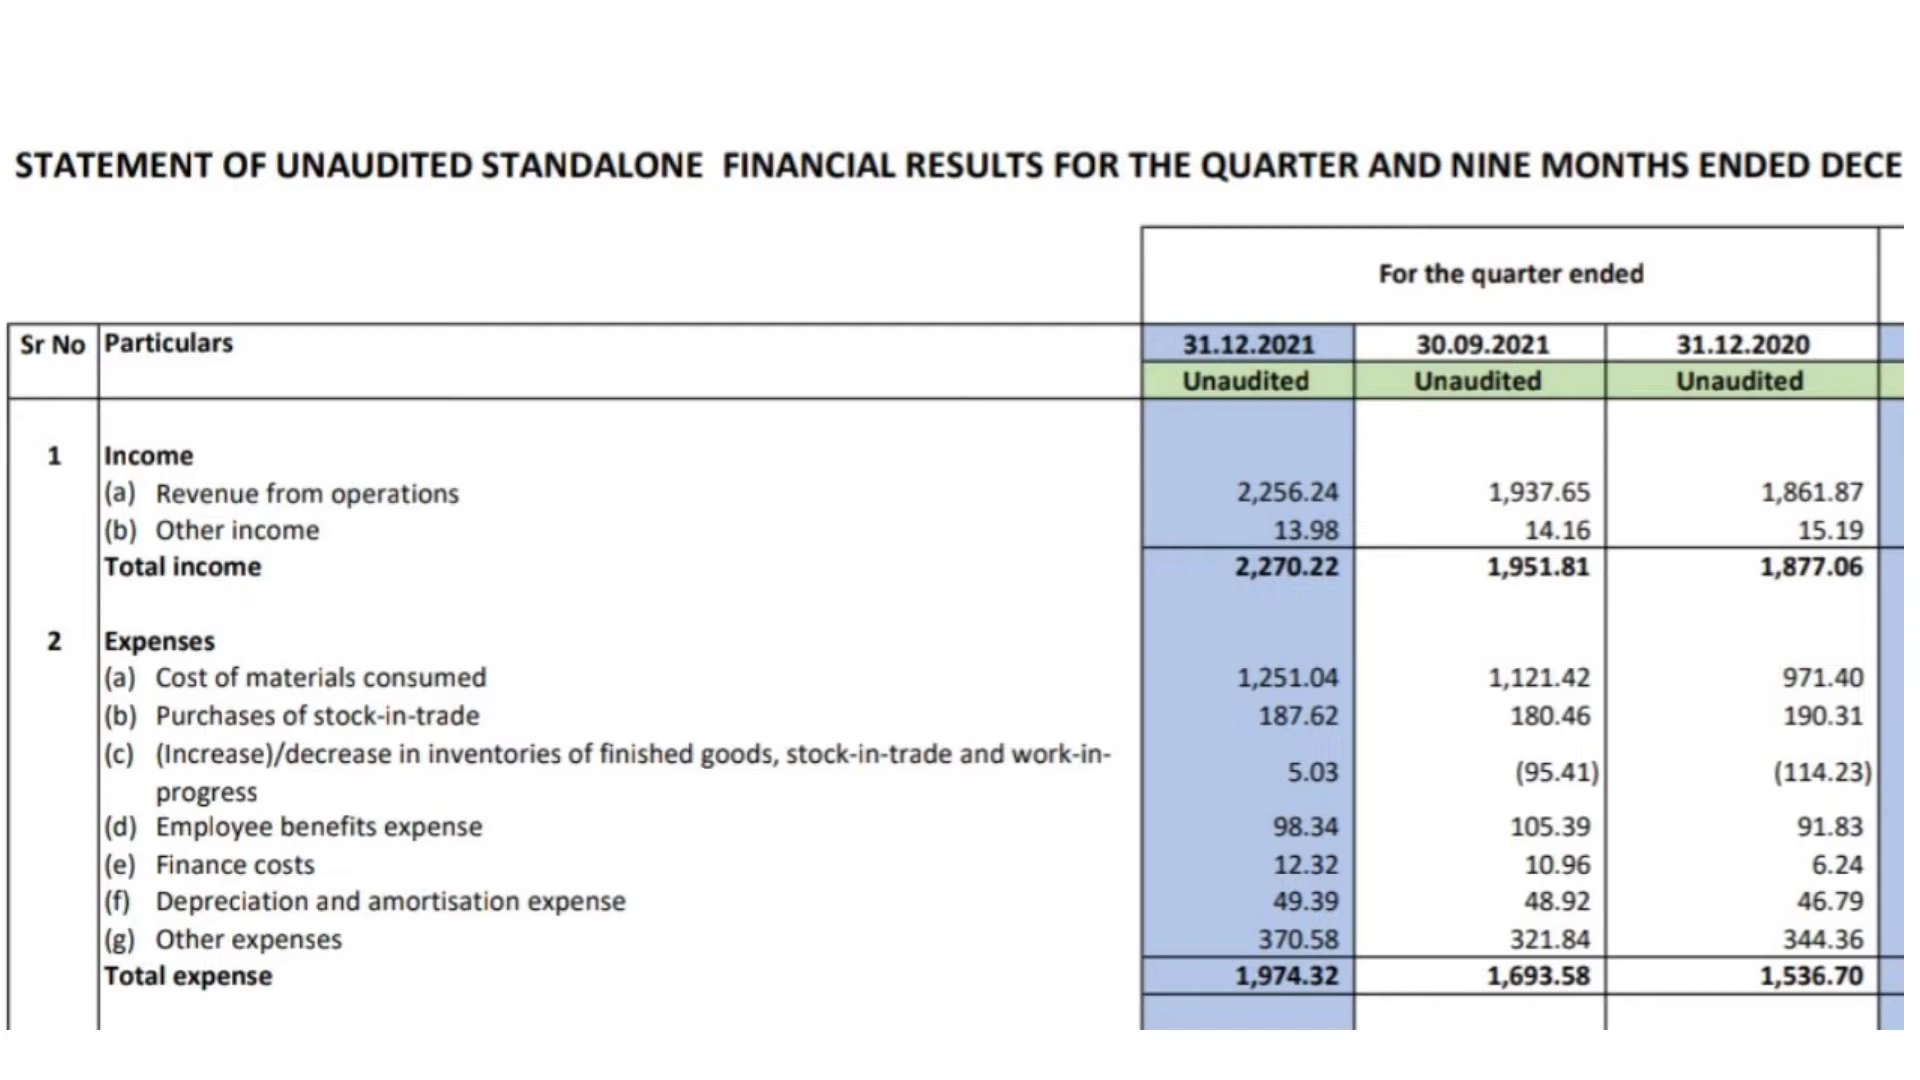 STATEMENT OF UNAUDITED STANDALONE FINANCIAL RESULTS FOR THE QUARTER AND NINE MONTHS ENDED DECE
For the quarter ended
Sr No Particulars 31.12.2021 30.09.2021 31.12.2020
Unaudited Unaudited Unaudited
1 Income
(a) Revenue from operations 2,256.24 1,937.65 1,861.87
(b) Other income 13.98 14.16 15.19
Total income 2,270.22 1,951.81 1,877.06
2 Expenses
(a) Cost of materials consumed 1,251.04 1,121.42 971.40
(b) Purchases of stock-in-trade 187.62 180.46 190.31
(c) (Increase)/decrease in inventories of finished goods, stock-in-trade and work-in-
progress 5.03 (95.41) (114.23)
(d) Employee benefits expense 98.34 105.39 91.83
(e) Finance costs 12.32 10.96 6.24
(f) Depreciation and amortisation expense 49.39 48.92 46.79
(g) Other expenses 370.58 321.84 344.36
Total expense 1,974.32 1,693.58 1,536.70